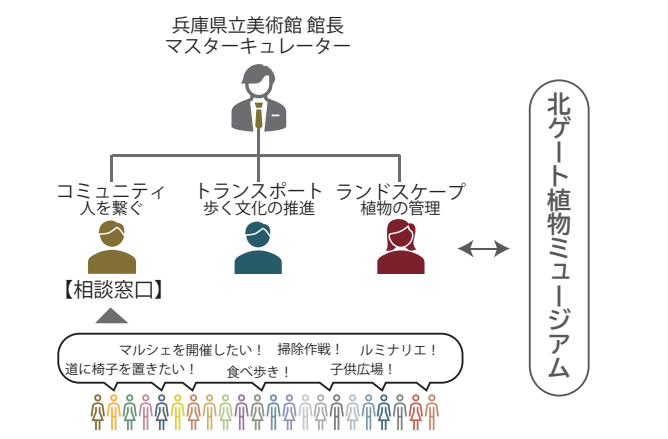 兵庫県立美術館 館長
マスターキュレーター
コミュニティ
人を繋ぐ
トランスポート
歩く文化の推進
ランドスケープ
植物の管理
【相談窓口】
北ゲート植物ミュージアム
マルシェを開催したい！ 掃除作戦！ ルミナリエ！
道に椅子を置きたい！ 食べ歩き！ 子供広場！